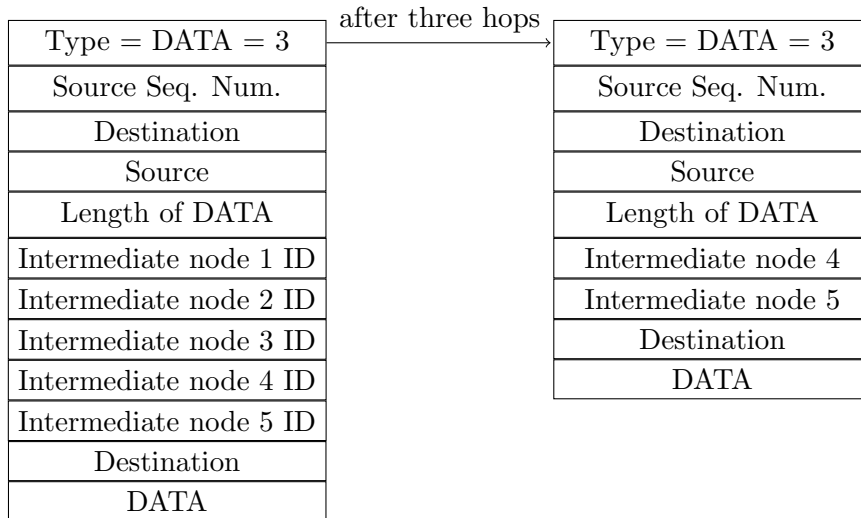 after three hops
Type = DATA = 3
Source Seq. Num.
Destination
Source
Length of DATA
Intermediate node 1 ID
Intermediate node 2 ID
Intermediate node 3 ID
Intermediate node 4 ID
Intermediate node 5 ID
Destination
DATA
Type = DATA = 3
Source Seq. Num.
Destination
Source
Length of DATA
Intermediate node 4
Intermediate node 5
Destination
DATA